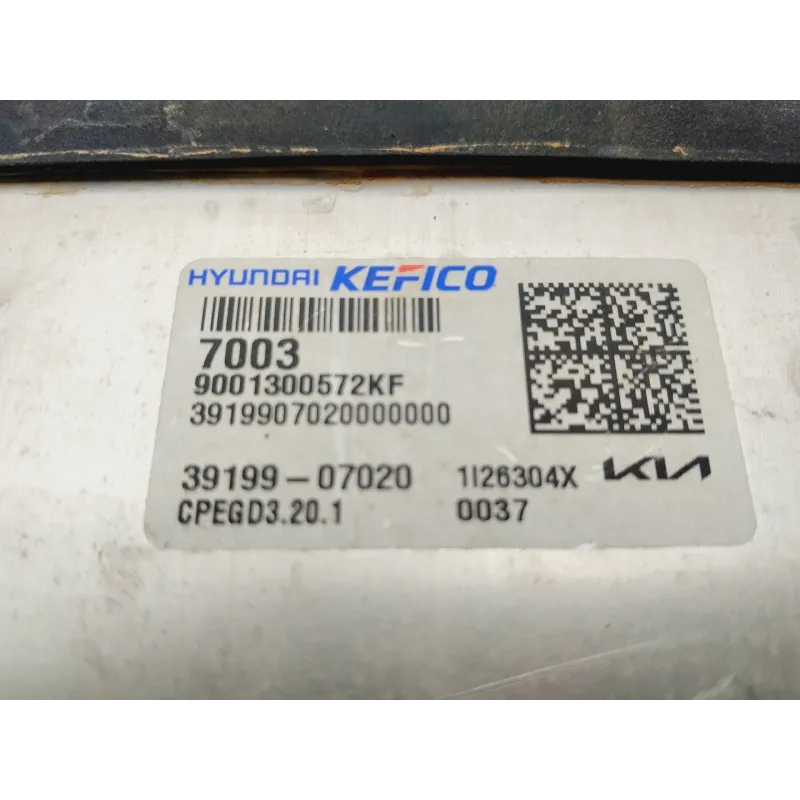 HYUNDAI KEFICO
7003
9001300572KF
3919907020000000
39199-07020 1I26304X KIA
CPEGD3.20.1 0037